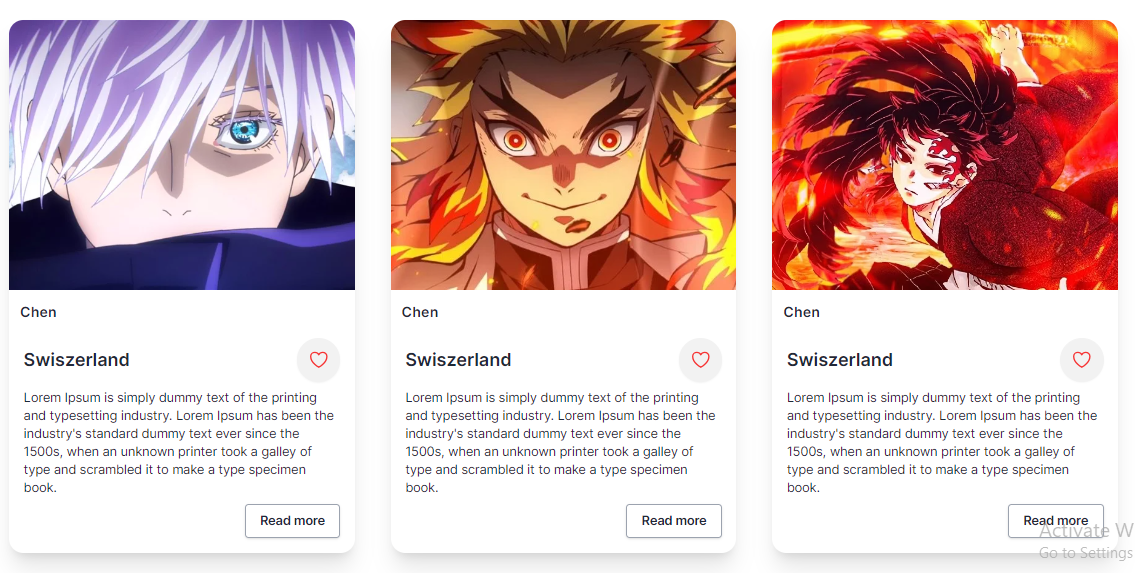 Chen
Swiszerland
Lorem Ipsum is simply dummy text of the printing
and typesetting industry. Lorem Ipsum has been the
industry's standard dummy text ever since the
1500s, when an unknown printer took a galley of
type and scrambled it to make a type specimen
book.
Read more
Chen
Swiszerland
Lorem Ipsum is simply dummy text of the printing
and typesetting industry. Lorem Ipsum has been the
industry's standard dummy text ever since the
1500s, when an unknown printer took a galley of
type and scrambled it to make a type specimen
book.
Read more
Chen
Swiszerland
Lorem Ipsum is simply dummy text of the printing
and typesetting industry. Lorem Ipsum has been the
industry's standard dummy text ever since the
1500s, when an unknown printer took a galley of
type and scrambled it to make a type specimen
book.
Read more
Activate W
Go to Settings